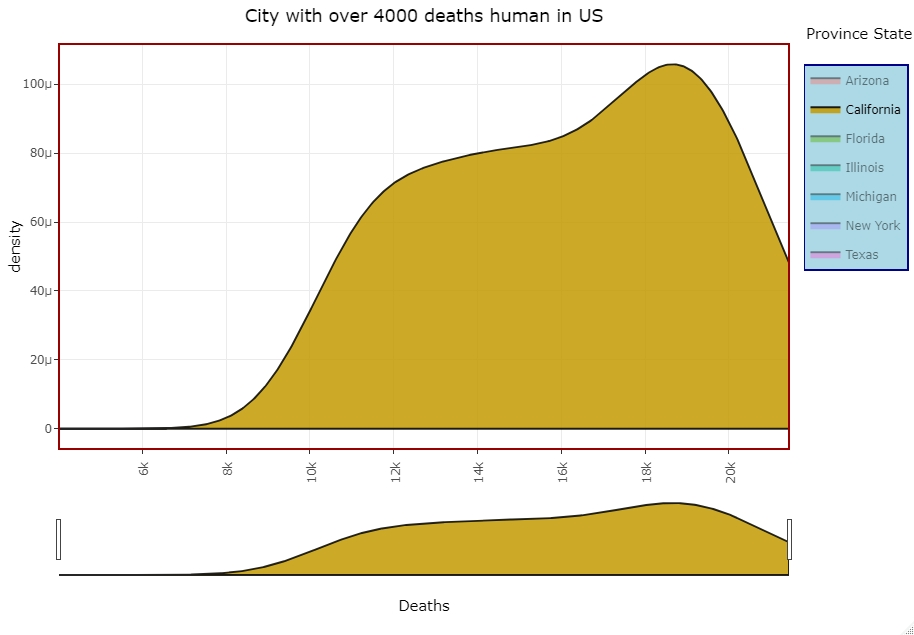 City with over 4000 deaths human in US
Province State
Arizona
California
Florida
Illinois
Michigan
New York
Texas
density
100µ
80µ
60µ
40µ
20µ
0
6k
8k
10k
12k
14k
16k
18k
20k
Deaths